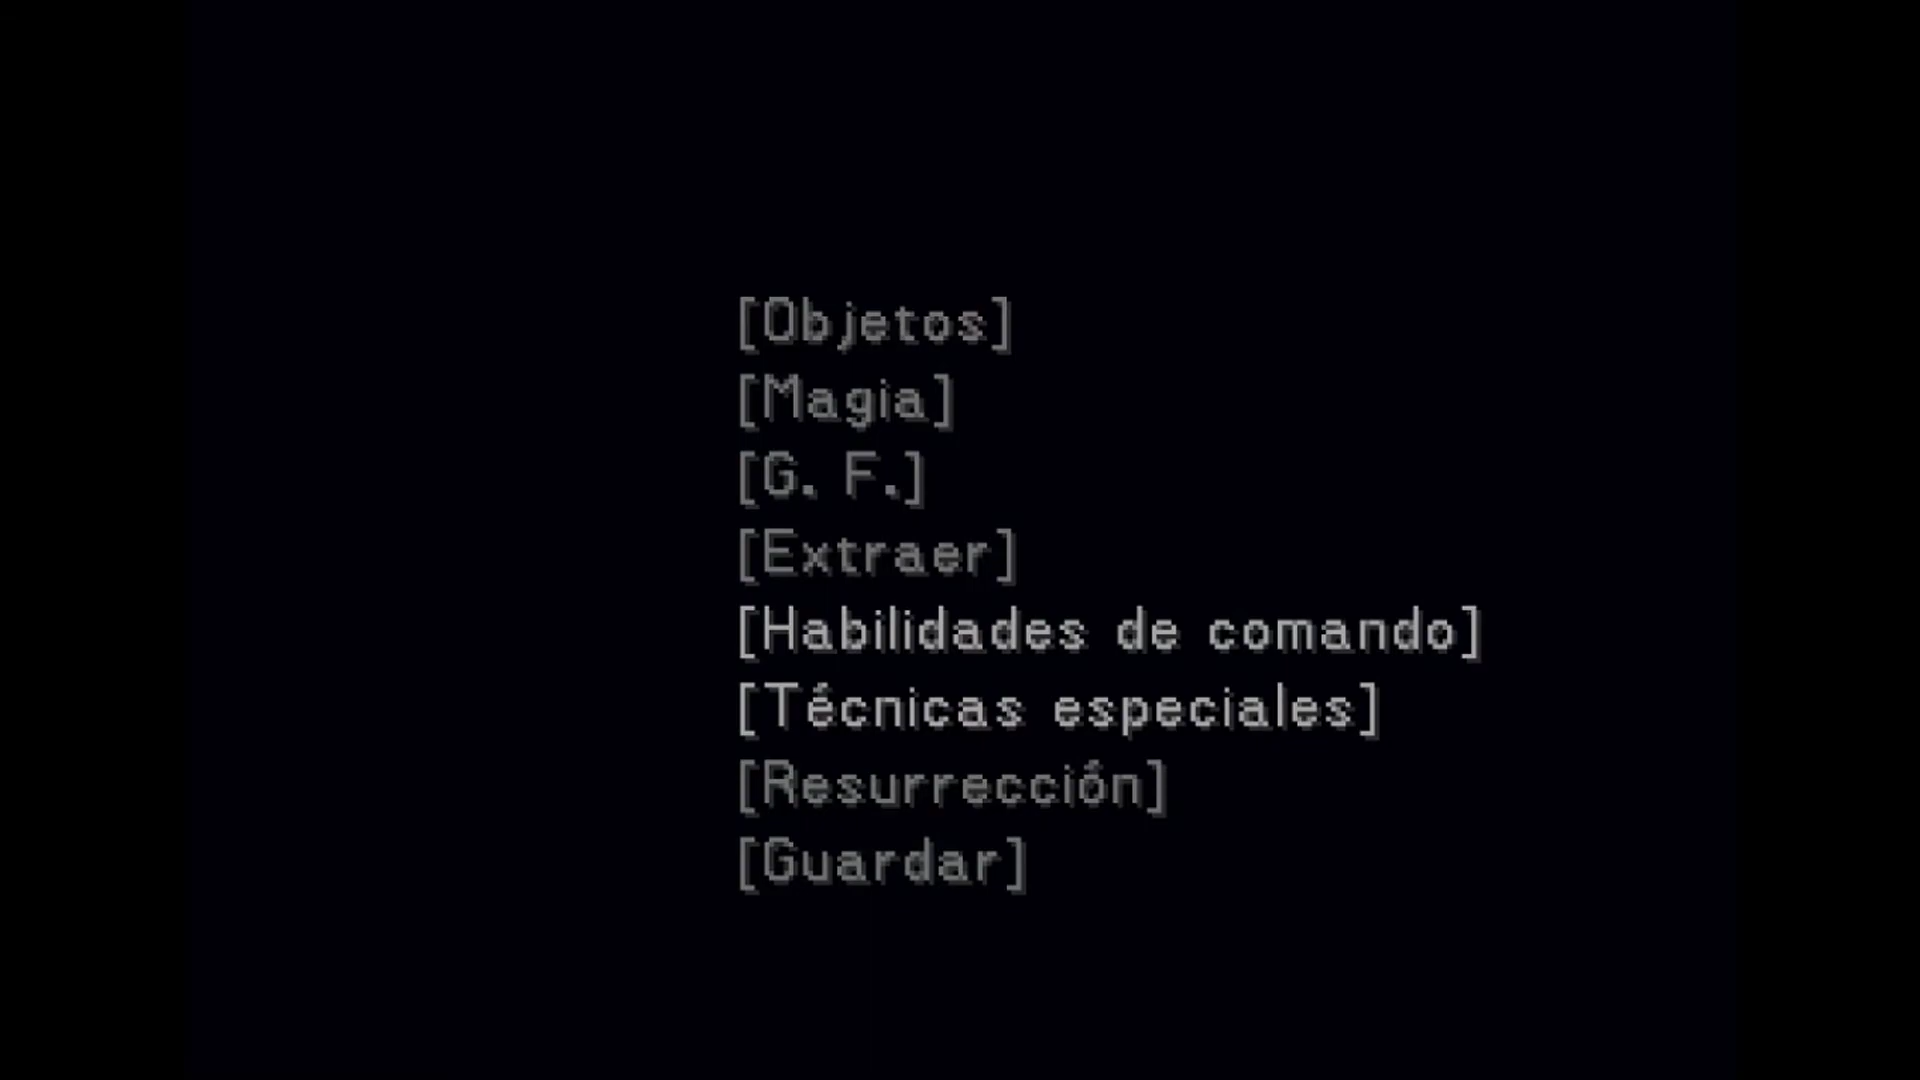 [Objetos]
[Magia]
[G. F.]
[Extraer]
[Habilidades de comando]
[Técnicas especiales]
[Resurrección]
[Guardar]